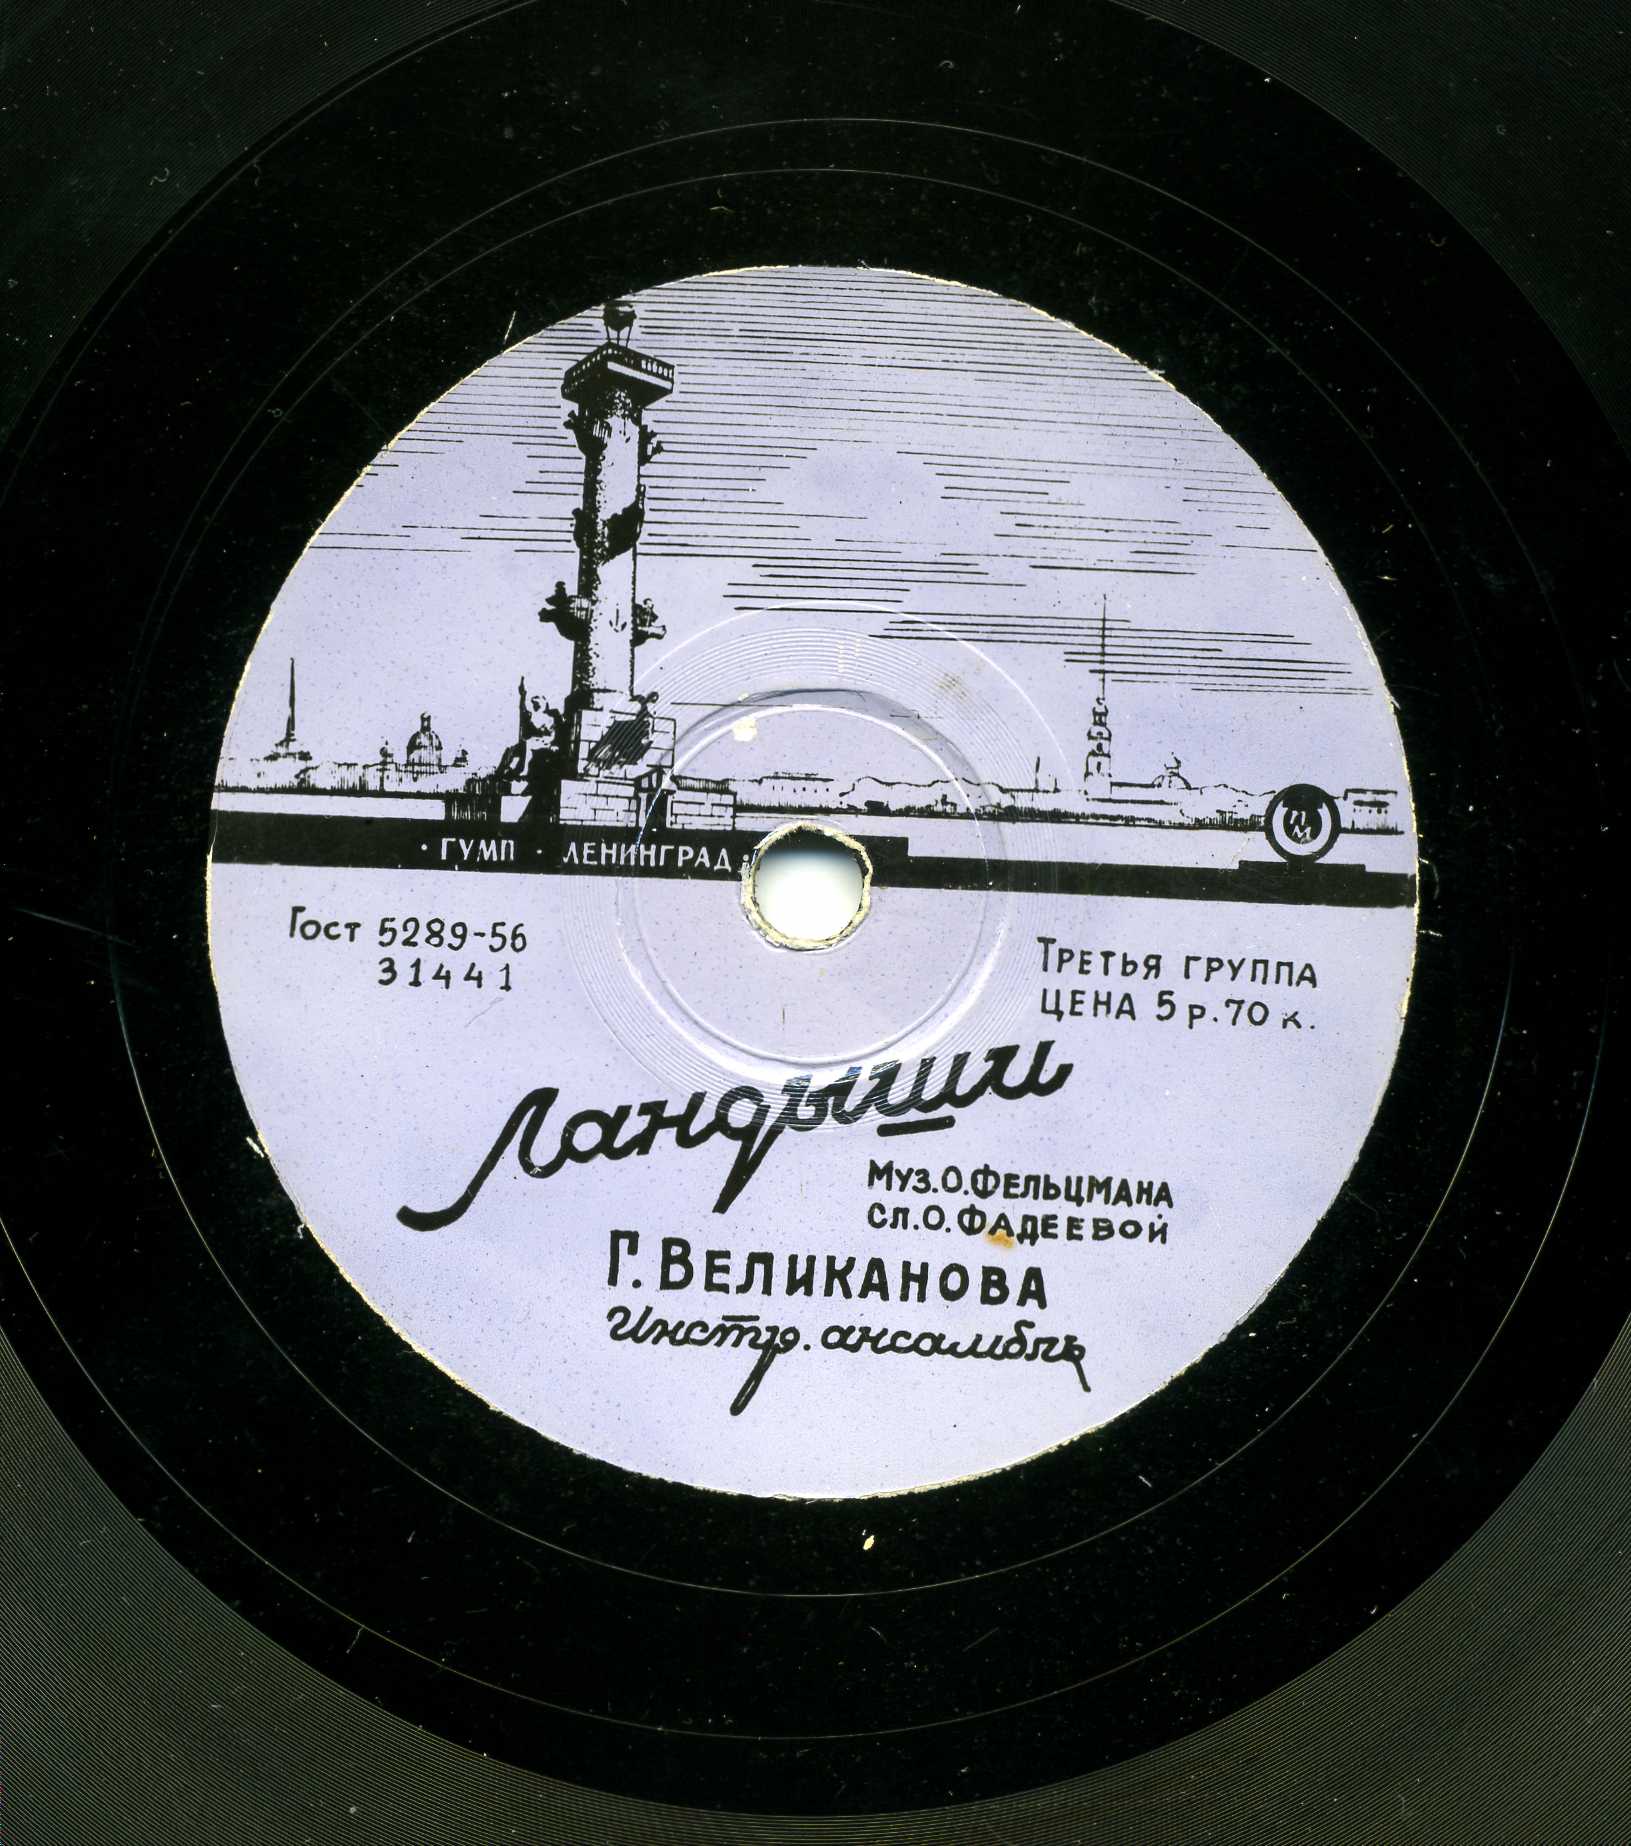 · ГУМП · ЛЕНИНГРАД ·
ПМ
Гост 5289-56
31441
ТРЕТЬЯ ГРУППА
ЦЕНА 5 р. 70 к.
Ландыши
Муз. О. ФЕЛЬЦМАНА
Сл. О. ФАДЕЕВОЙ
Г. ВЕЛИКАНОВА
Инстр. ансамбль